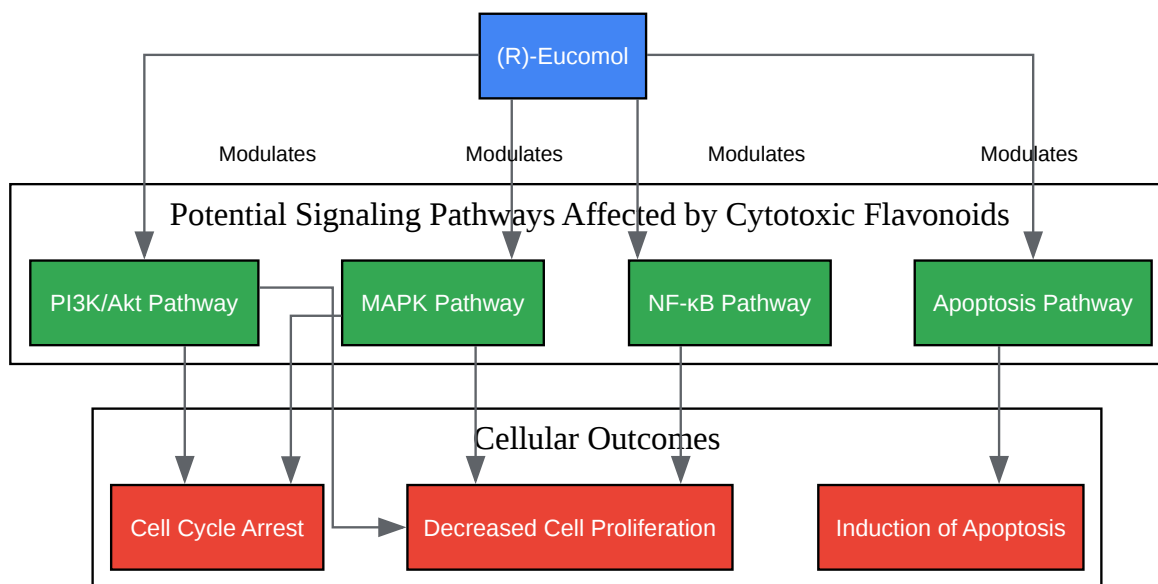 (R)-Eucomol
Modulates Modulates Modulates Modulates
Potential Signaling Pathways Affected by Cytotoxic Flavonoids
PI3K/Akt Pathway MAPK Pathway NF-κB Pathway Apoptosis Pathway
Cellular Outcomes
Cell Cycle Arrest Decreased Cell Proliferation Induction of Apoptosis